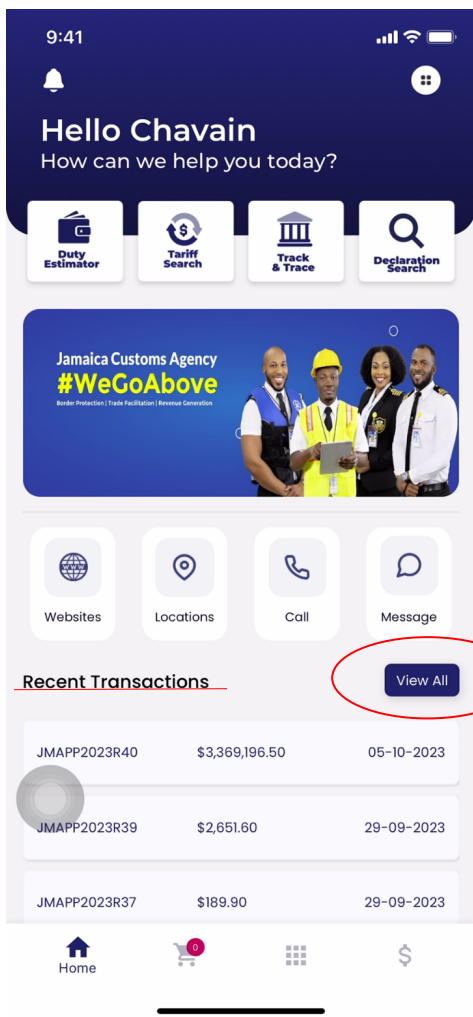 9:41
Hello Chavain
How can we help you today?
Duty
Estimator
Tariff
Search
Track
& Trace
Declaration
Search
Jamaica Customs Agency
#WeGoAbove
Border Protection | Trade Facilitation | Revenue Generation
Websites
Locations
Call
Message
Recent Transactions
View All
JMAPP2023R40 $3,369,196.50 05-10-2023
JMAPP2023R39 $2,651.60 29-09-2023
JMAPP2023R37 $189.90 29-09-2023
0
Home